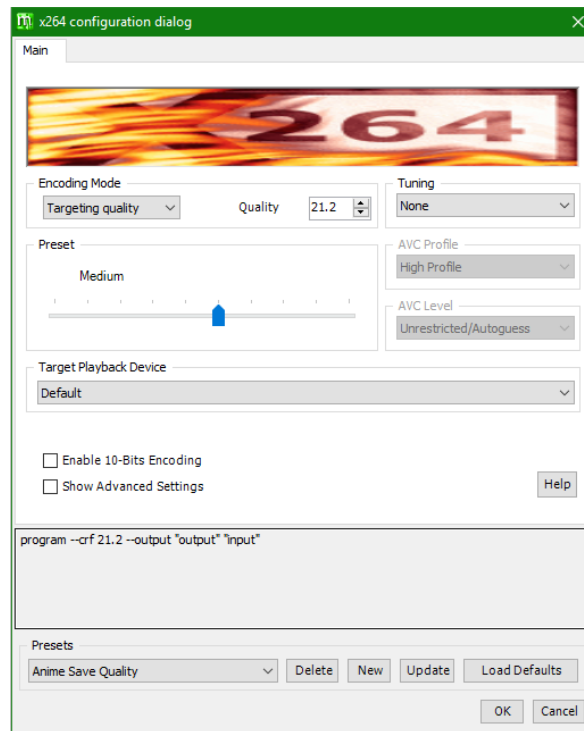 x264 configuration dialog
Main
264
Encoding Mode
Tuning
Targeting quality
Quality
21.2
None
Preset
AVC Profile
Medium
High Profile
AVC Level
Unrestricted/Autoguess
Target Playback Device
Default
Enable 10-Bits Encoding
Show Advanced Settings
Help
program --crf 21.2 --output "output" "input"
Presets
Anime Save Quality
Delete
New
Update
Load Defaults
OK
Cancel